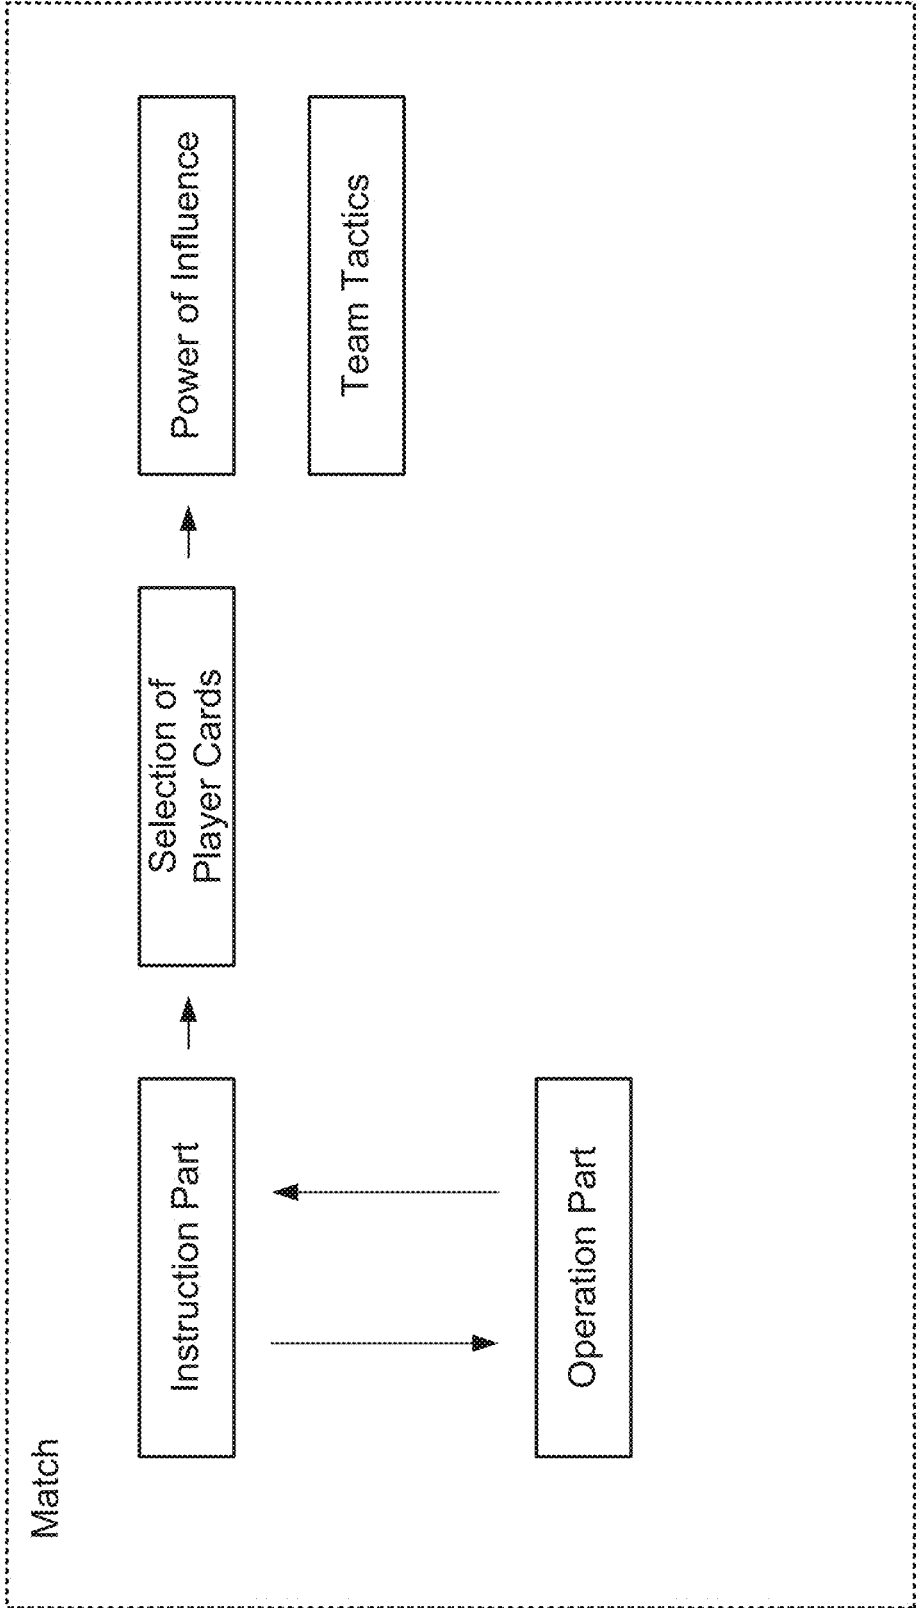 Match
Instruction Part
Selection of
Player Cards
Power of Influence
Team Tactics
Operation Part